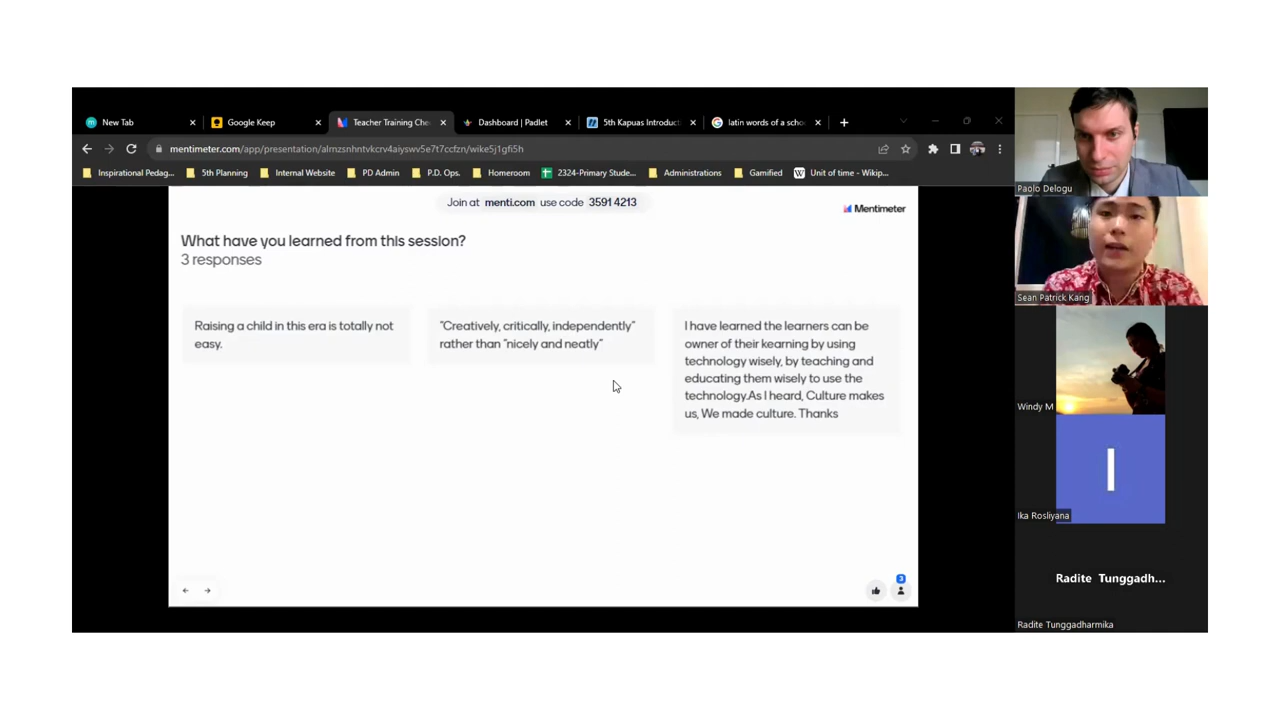 New Tab
Google Keep
Teacher Training Che
Dashboard | Padlet
5th Kapuas Introducti
latin words of a scho
mentimeter.com/app/presentation/almzsnhntvkcrv4aiyswv5e7t7ccfzn/wike5j1gfi5h
Inspirational Pedag...
5th Planning
Internal Website
PD Admin
P.D. Ops.
Homeroom
2324-Primary Stude...
Administrations
Gamified
Unit of time - Wikip...
Join at menti.com use code 3591 4213
Mentimeter
What have you learned from this session?
3 responses
Raising a child in this era is totally not
easy.
"Creatively, critically, independently"
rather than "nicely and neatly"
I have learned the learners can be
owner of their kearning by using
technology wisely, by teaching and
educating them wisely to use the
technology.As I heard, Culture makes
us, We made culture. Thanks
3
Paolo Delogu
Sean Patrick Kang
Windy M
I
Ika Rosliyana
Radite Tunggadh...
Radite Tunggadharmika